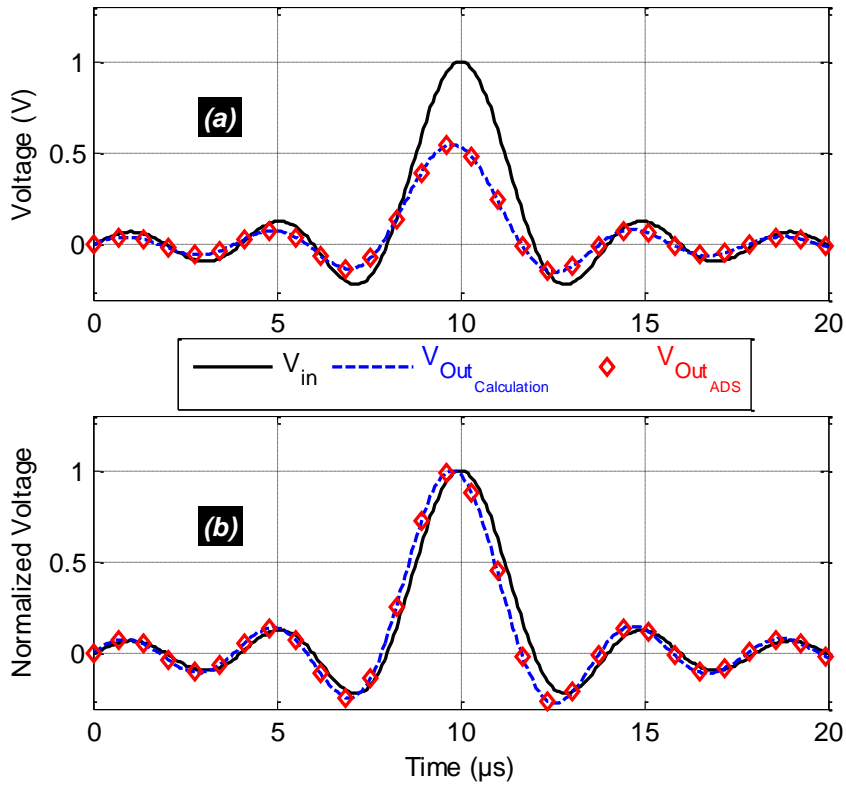 1
0.5
0
Voltage (V)
(a)
0 5 10 15 20
V_in V_Out_Calculation V_Out_ADS
1
0.5
0
Normalized Voltage
(b)
0 5 10 15 20
Time (µs)